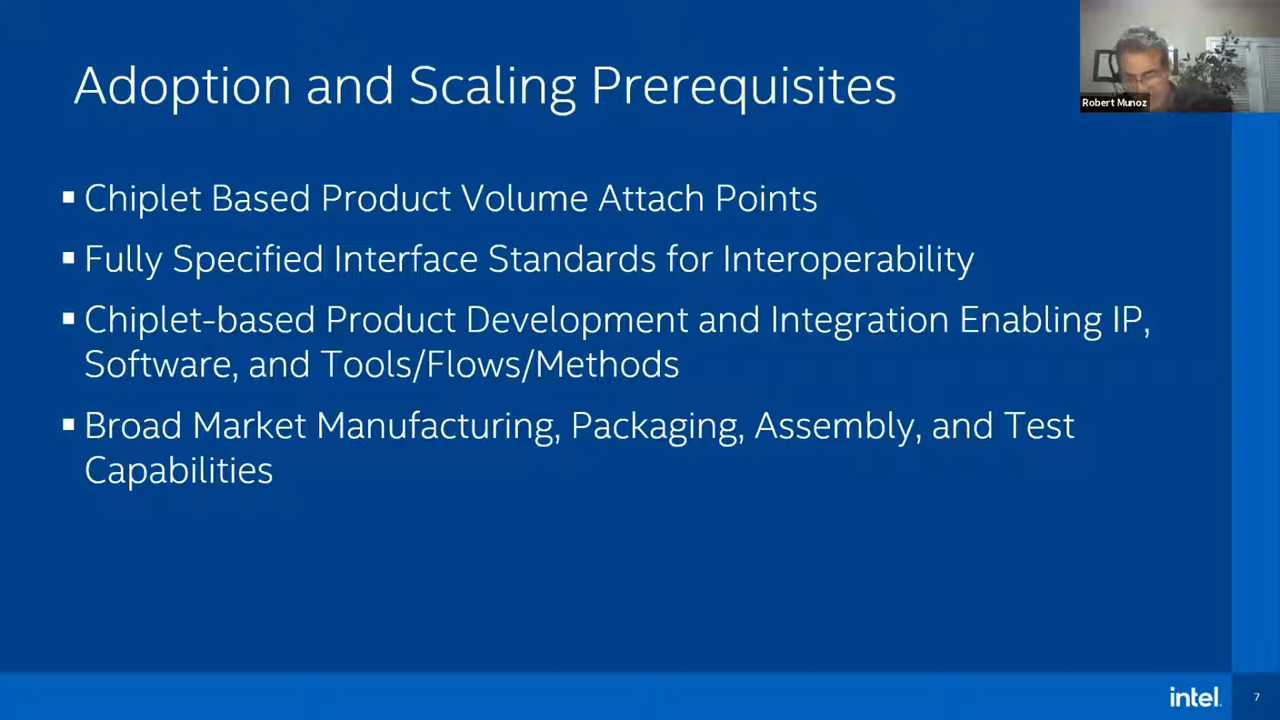 Adoption and Scaling Prerequisites
Robert Munoz
▪ Chiplet Based Product Volume Attach Points
▪ Fully Specified Interface Standards for Interoperability
▪ Chiplet-based Product Development and Integration Enabling IP,
Software, and Tools/Flows/Methods
▪ Broad Market Manufacturing, Packaging, Assembly, and Test
Capabilities
intel.
7